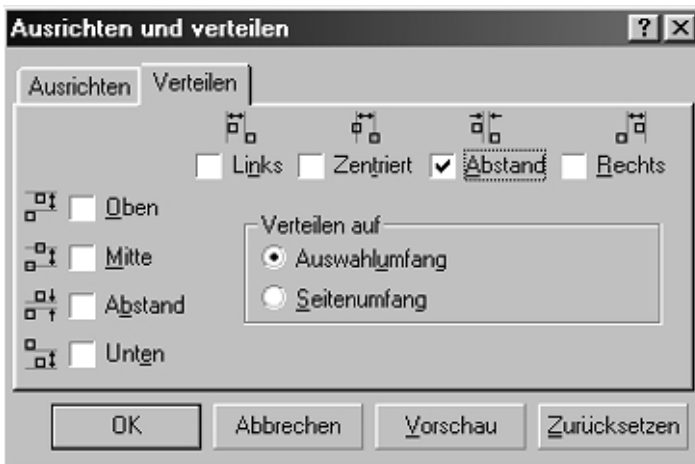 Ausrichten und verteilen
Ausrichten Verteilen
Links Zentriert Abstand Rechts
Oben
Verteilen auf
Mitte
Auswahlumfang
Abstand
Seitenumfang
Unten
OK Abbrechen Vorschau Zurücksetzen